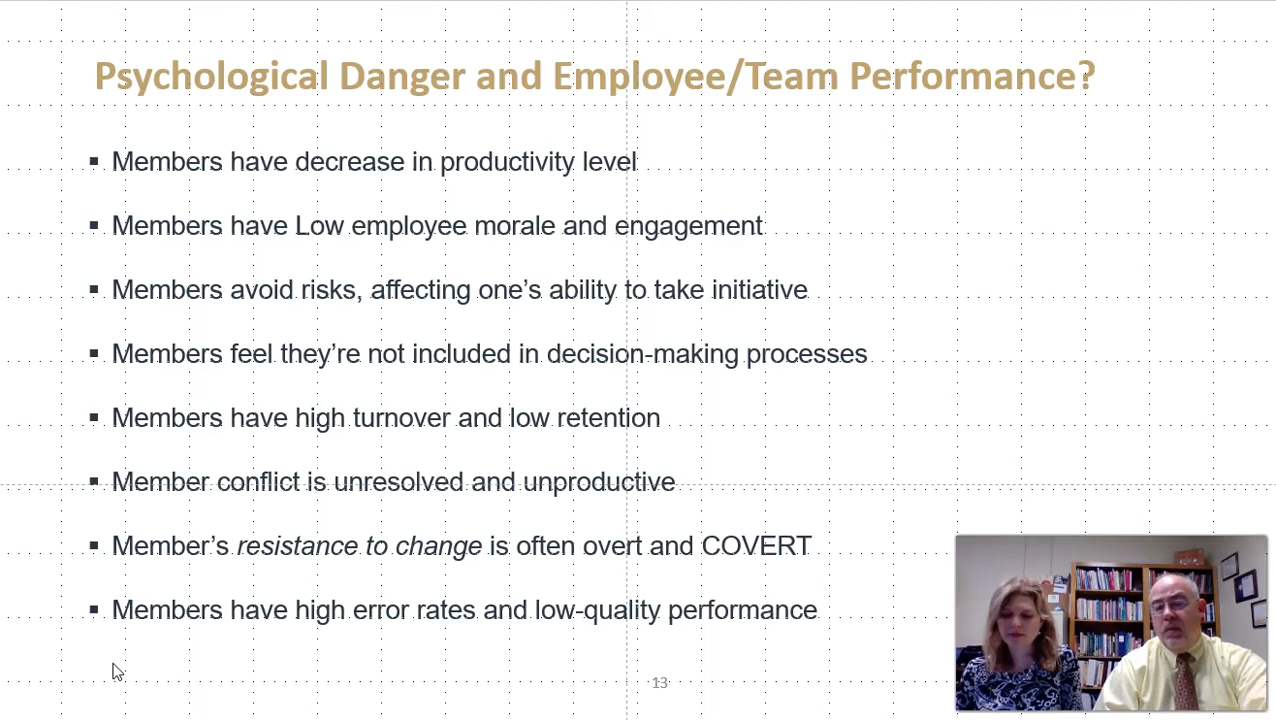 Psychological Danger and Employee/Team Performance?
▪ Members have decrease in productivity level
▪ Members have Low employee morale and engagement
▪ Members avoid risks, affecting one’s ability to take initiative
▪ Members feel they’re not included in decision-making processes
▪ Members have high turnover and low retention
▪ Member conflict is unresolved and unproductive
▪ Member’s resistance to change is often overt and COVERT
▪ Members have high error rates and low-quality performance
13